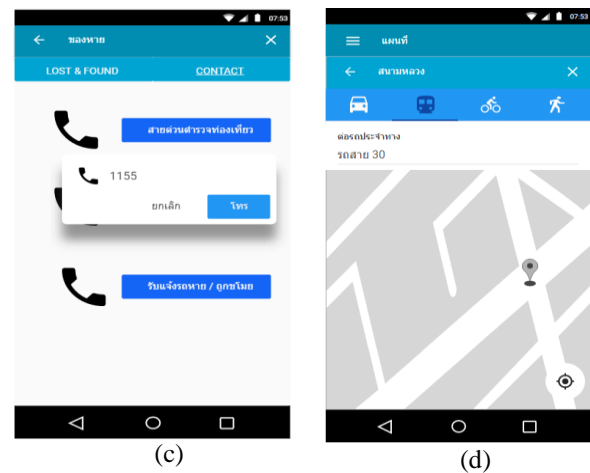 07:53
ของหาย
LOST & FOUND CONTACT
สายด่วนตำรวจท่องเที่ยว
1155
ยกเลิก โทร
รับแจ้งรถหาย / ถูกขโมย
(c)
07:53
แผนที่
สนามหลวง
ต่อรถประจำทาง
รถสาย 30
(d)